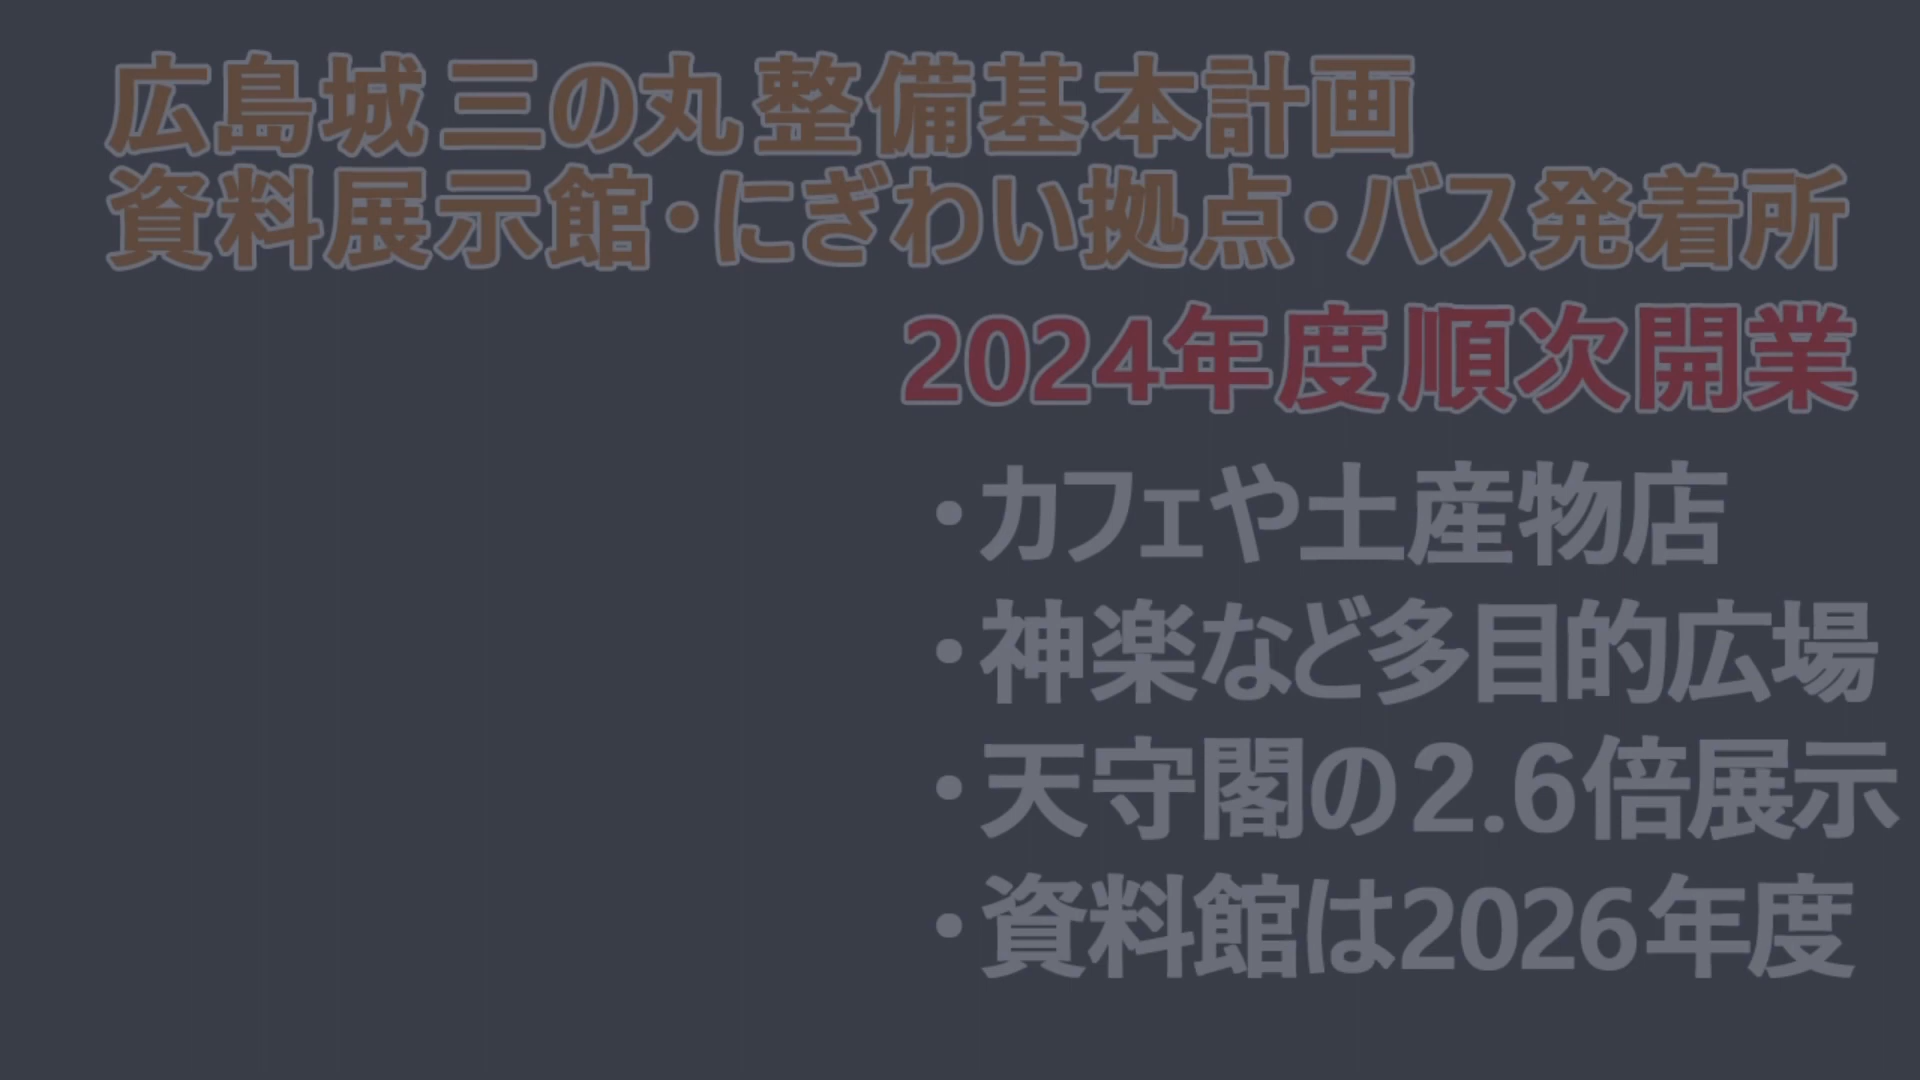 広島城三の丸整備基本計画
資料展示館・にぎわい拠点・バス発着所
2024年度順次開業
・カフェや土産物店
・神楽など多目的広場
・天守閣の2.6倍展示
・資料館は2026年度